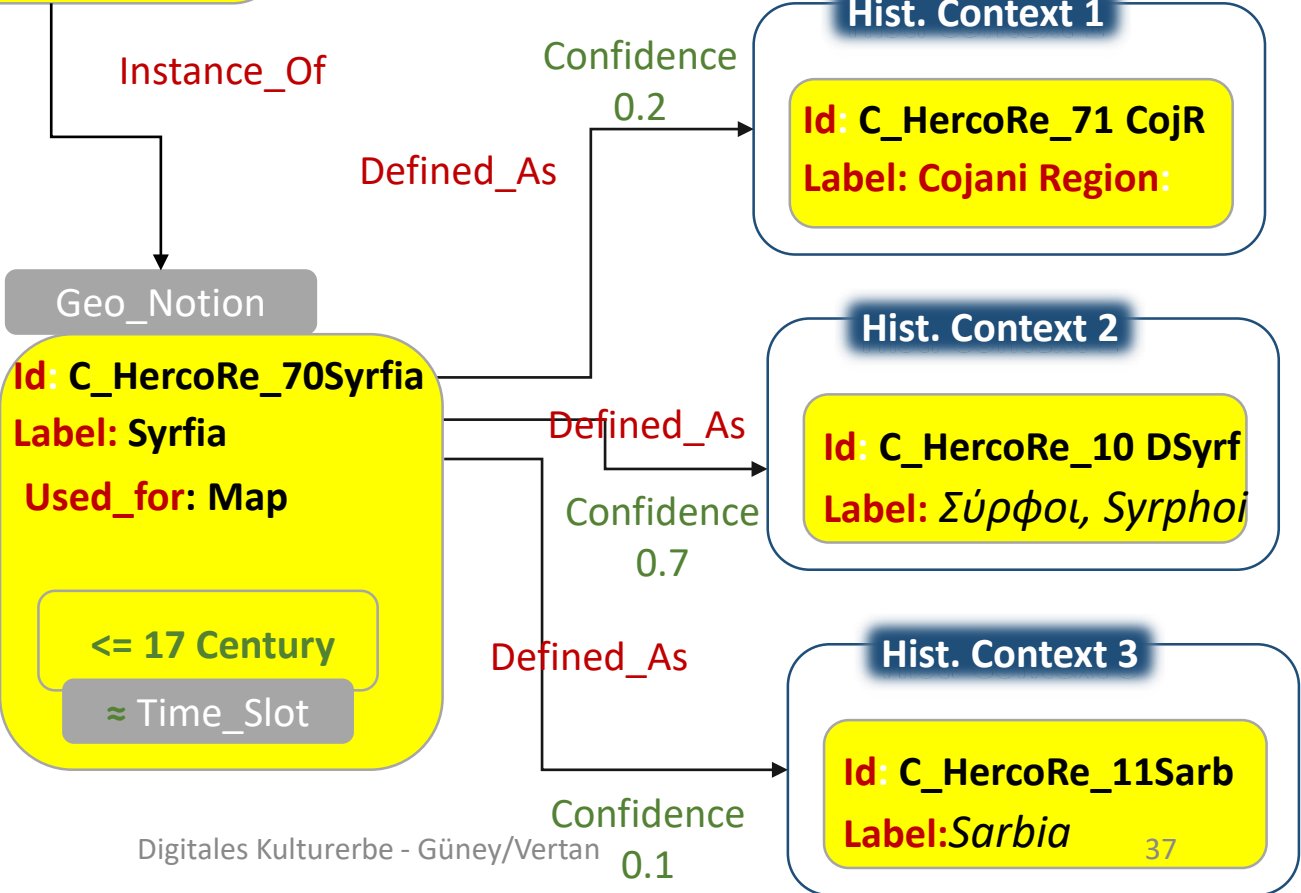 Instance_Of
Confidence
0.2
Defined_As
Hist. Context 1
Id: C_HercoRe_71 CojR
Label: Cojani Region:
Geo_Notion
Id: C_HercoRe_70Syrfia
Label: Syrfia
Used_for: Map
<= 17 Century
≈ Time_Slot
Defined_As
Confidence
0.7
Hist. Context 2
Id: C_HercoRe_10 DSyrf
Label: Σύρφοι, Syrphoi
Defined_As
Confidence
0.1
Hist. Context 3
Id: C_HercoRe_11Sarb
Label:Sarbia
Digitales Kulturerbe - Güney/Vertan
37